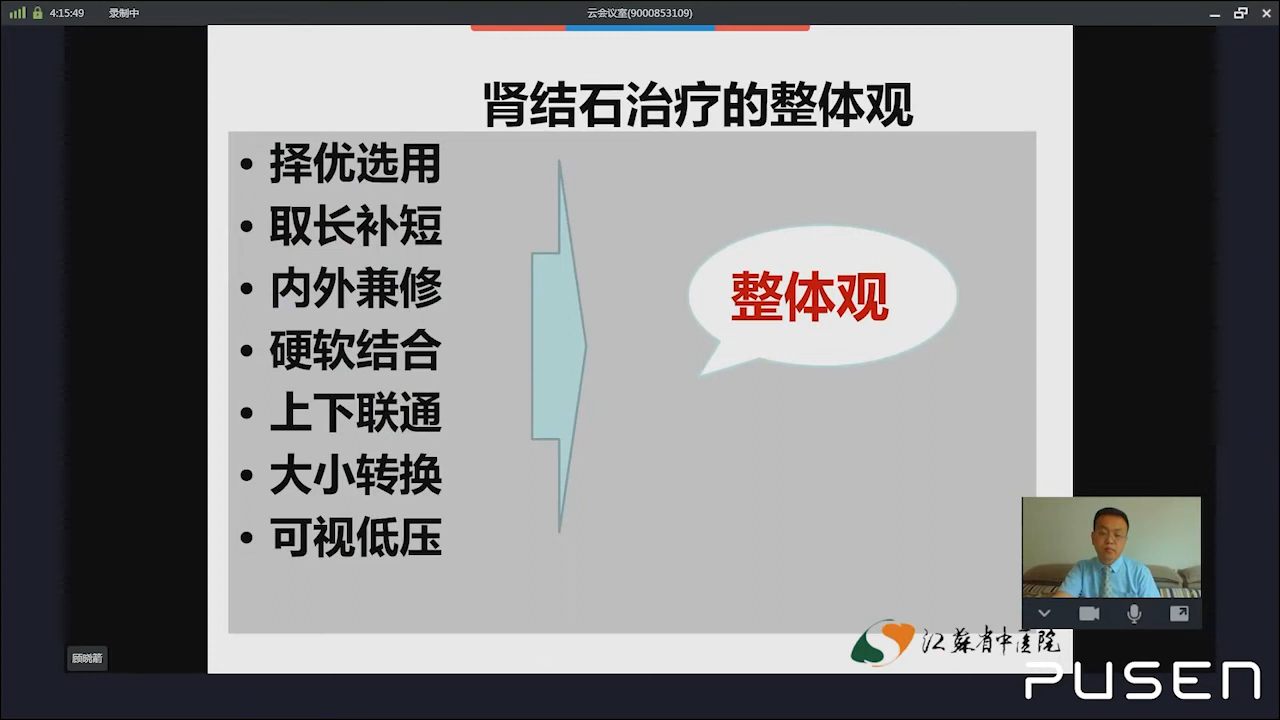 4:15:49 录制中 云会议室(9000853109)
肾结石治疗的整体观
• 择优选用
• 取长补短
• 内外兼修
• 硬软结合
• 上下联通
• 大小转换
• 可视低压
整体观
江苏省中医院
顾晓箭
PUSEN